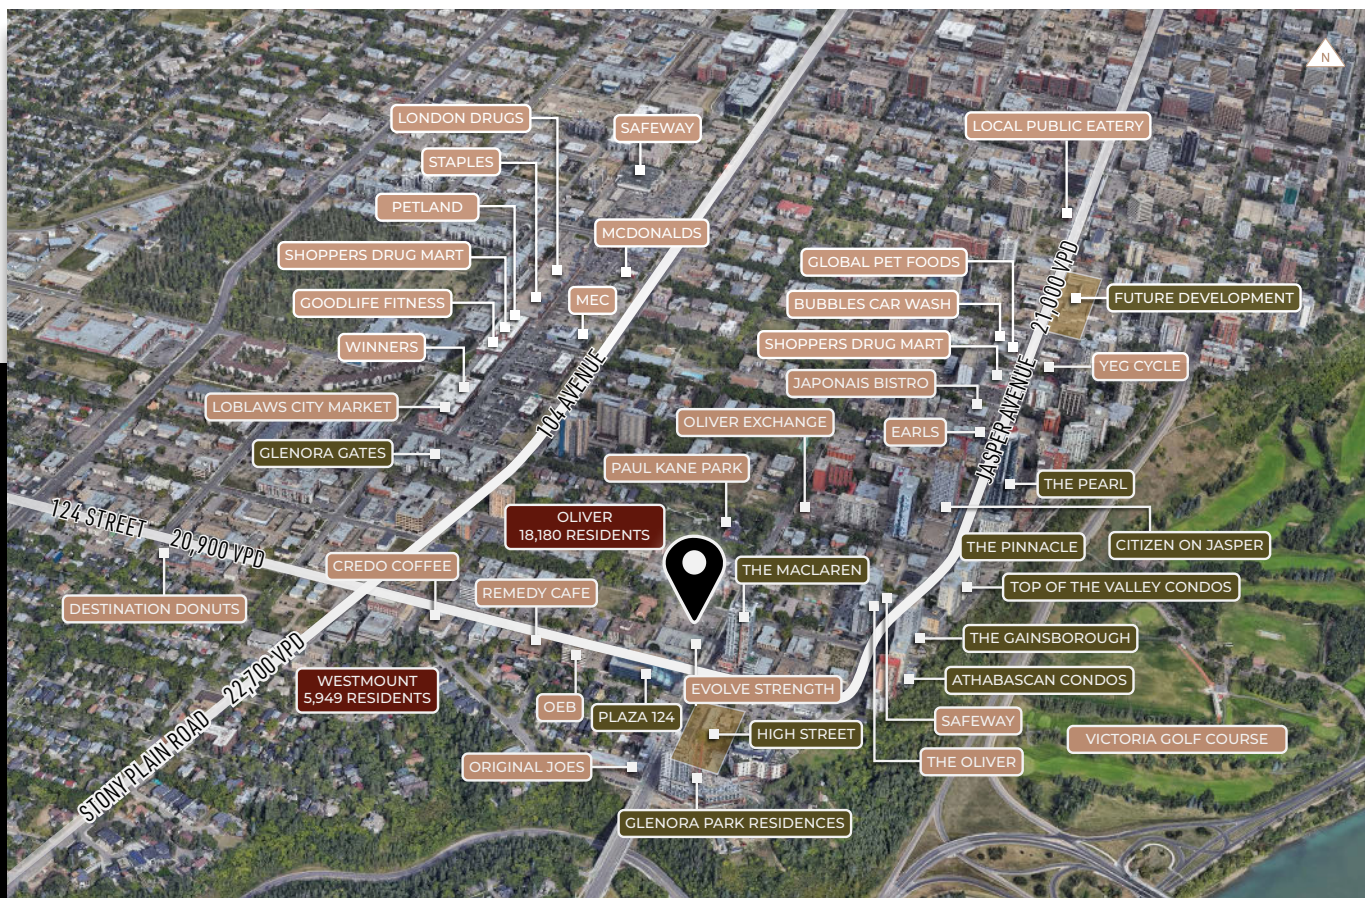 N
LONDON DRUGS
SAFEWAY
LOCAL PUBLIC EATERY
STAPLES
PETLAND
MCDONALDS
SHOPPERS DRUG MART
GLOBAL PET FOODS
GOODLIFE FITNESS
MEC
BUBBLES CAR WASH
21,000 VPD
FUTURE DEVELOPMENT
WINNERS
SHOPPERS DRUG MART
YEG CYCLE
JAPONAIS BISTRO
LOBLAWS CITY MARKET
104 AVENUE
OLIVER EXCHANGE
EARLS
JASPER AVENUE
GLENORA GATES
PAUL KANE PARK
THE PEARL
124 STREET
20,900 VPD
OLIVER
18,180 RESIDENTS
THE PINNACLE
CITIZEN ON JASPER
CREDO COFFEE
THE MACLAREN
REMEDY CAFE
TOP OF THE VALLEY CONDOS
DESTINATION DONUTS
THE GAINSBOROUGH
STONY PLAIN ROAD
22,700 VPD
WESTMOUNT
5,949 RESIDENTS
EVOLVE STRENGTH
ATHABASCAN CONDOS
OEB
PLAZA 124
SAFEWAY
HIGH STREET
VICTORIA GOLF COURSE
ORIGINAL JOES
THE OLIVER
GLENORA PARK RESIDENCES